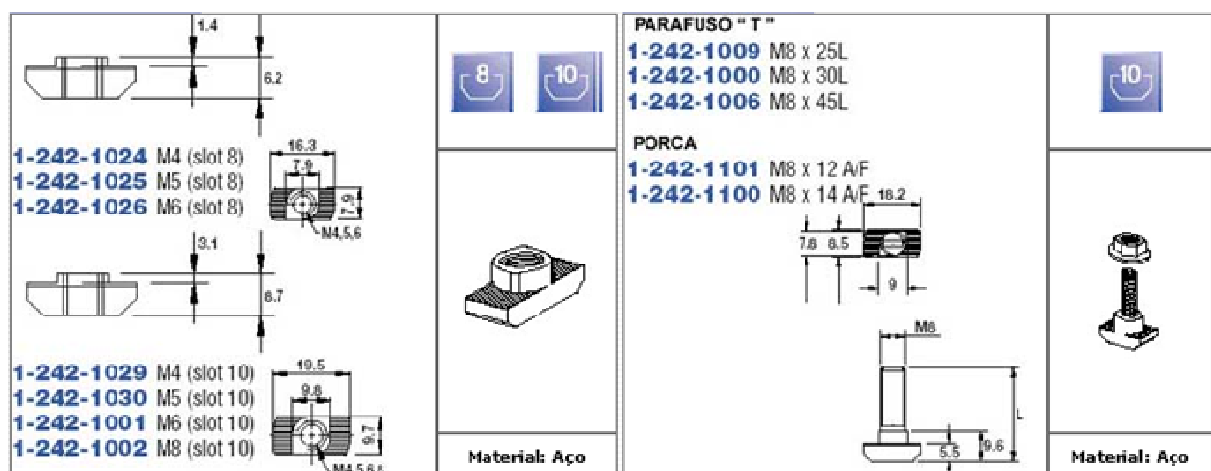 1.4
6.2
8
10
1-242-1024 M4 (slot 8)
1-242-1025 M5 (slot 8)
1-242-1026 M6 (slot 8)
16.3
7.9
7.9
M4,5,6
3.1
8.7
1-242-1029 M4 (slot 10)
1-242-1030 M5 (slot 10)
1-242-1001 M6 (slot 10)
1-242-1002 M8 (slot 10)
19.5
9.8
9.7
Material: Aço
PARAFUSO "T"
1-242-1009 M8 x 25L
1-242-1000 M8 x 30L
1-242-1006 M8 x 45L
10
PORCA
1-242-1101 M8 x 12 A/F
1-242-1100 M8 x 14 A/F
18.2
7.8
6.5
9
M8
L
5.5
9.6
Material: Aço